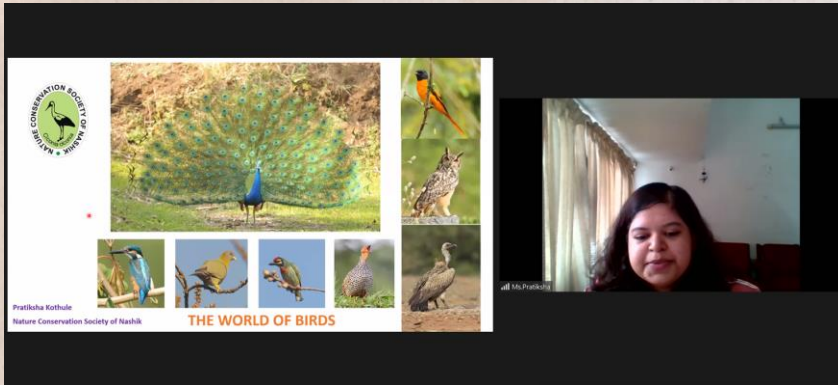 NATURE CONSERVATION SOCIETY OF NASHIK
Pratiksha Kothule
Nature Conservation Society of Nashik
THE WORLD OF BIRDS
Ms.Pratiksha